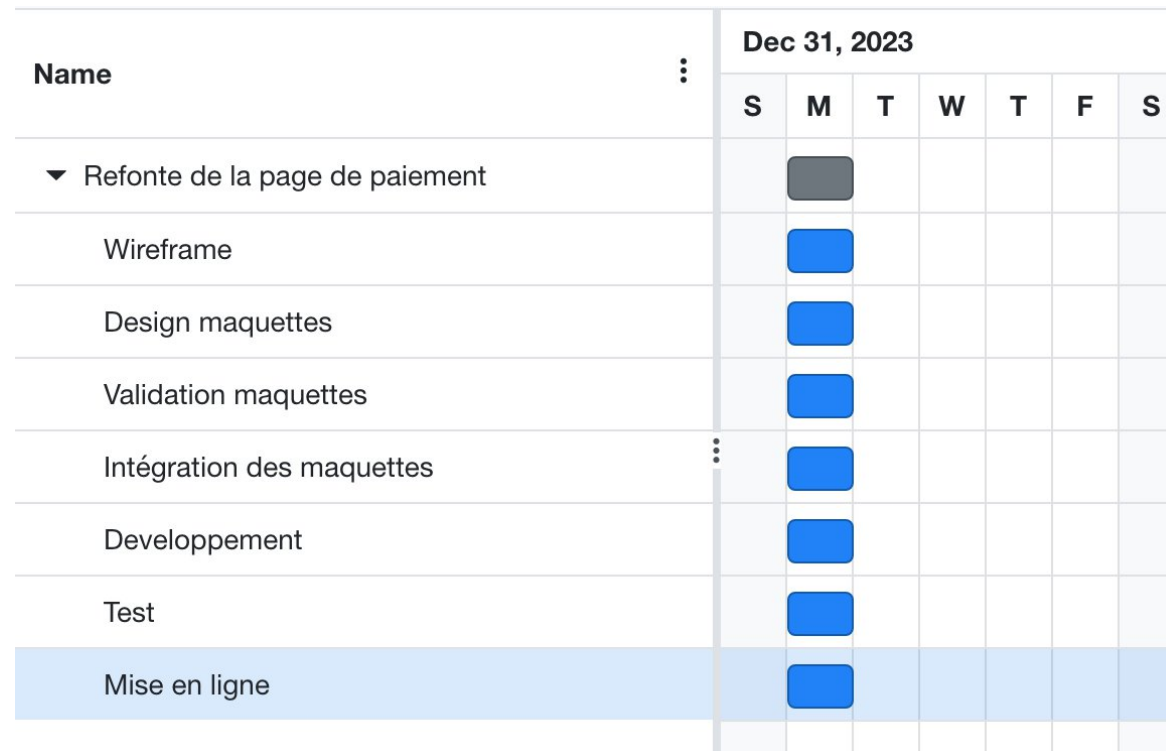 Name
Dec 31, 2023
S M T W T F S
Refonte de la page de paiement
Wireframe
Design maquettes
Validation maquettes
Intégration des maquettes
Developpement
Test
Mise en ligne